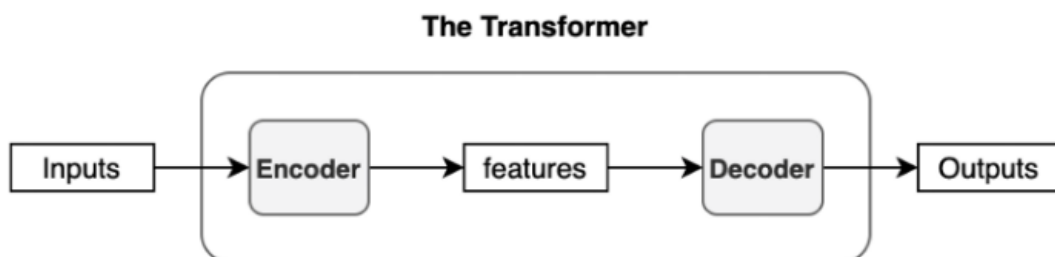 The Transformer
Inputs
Encoder
features
Decoder
Outputs